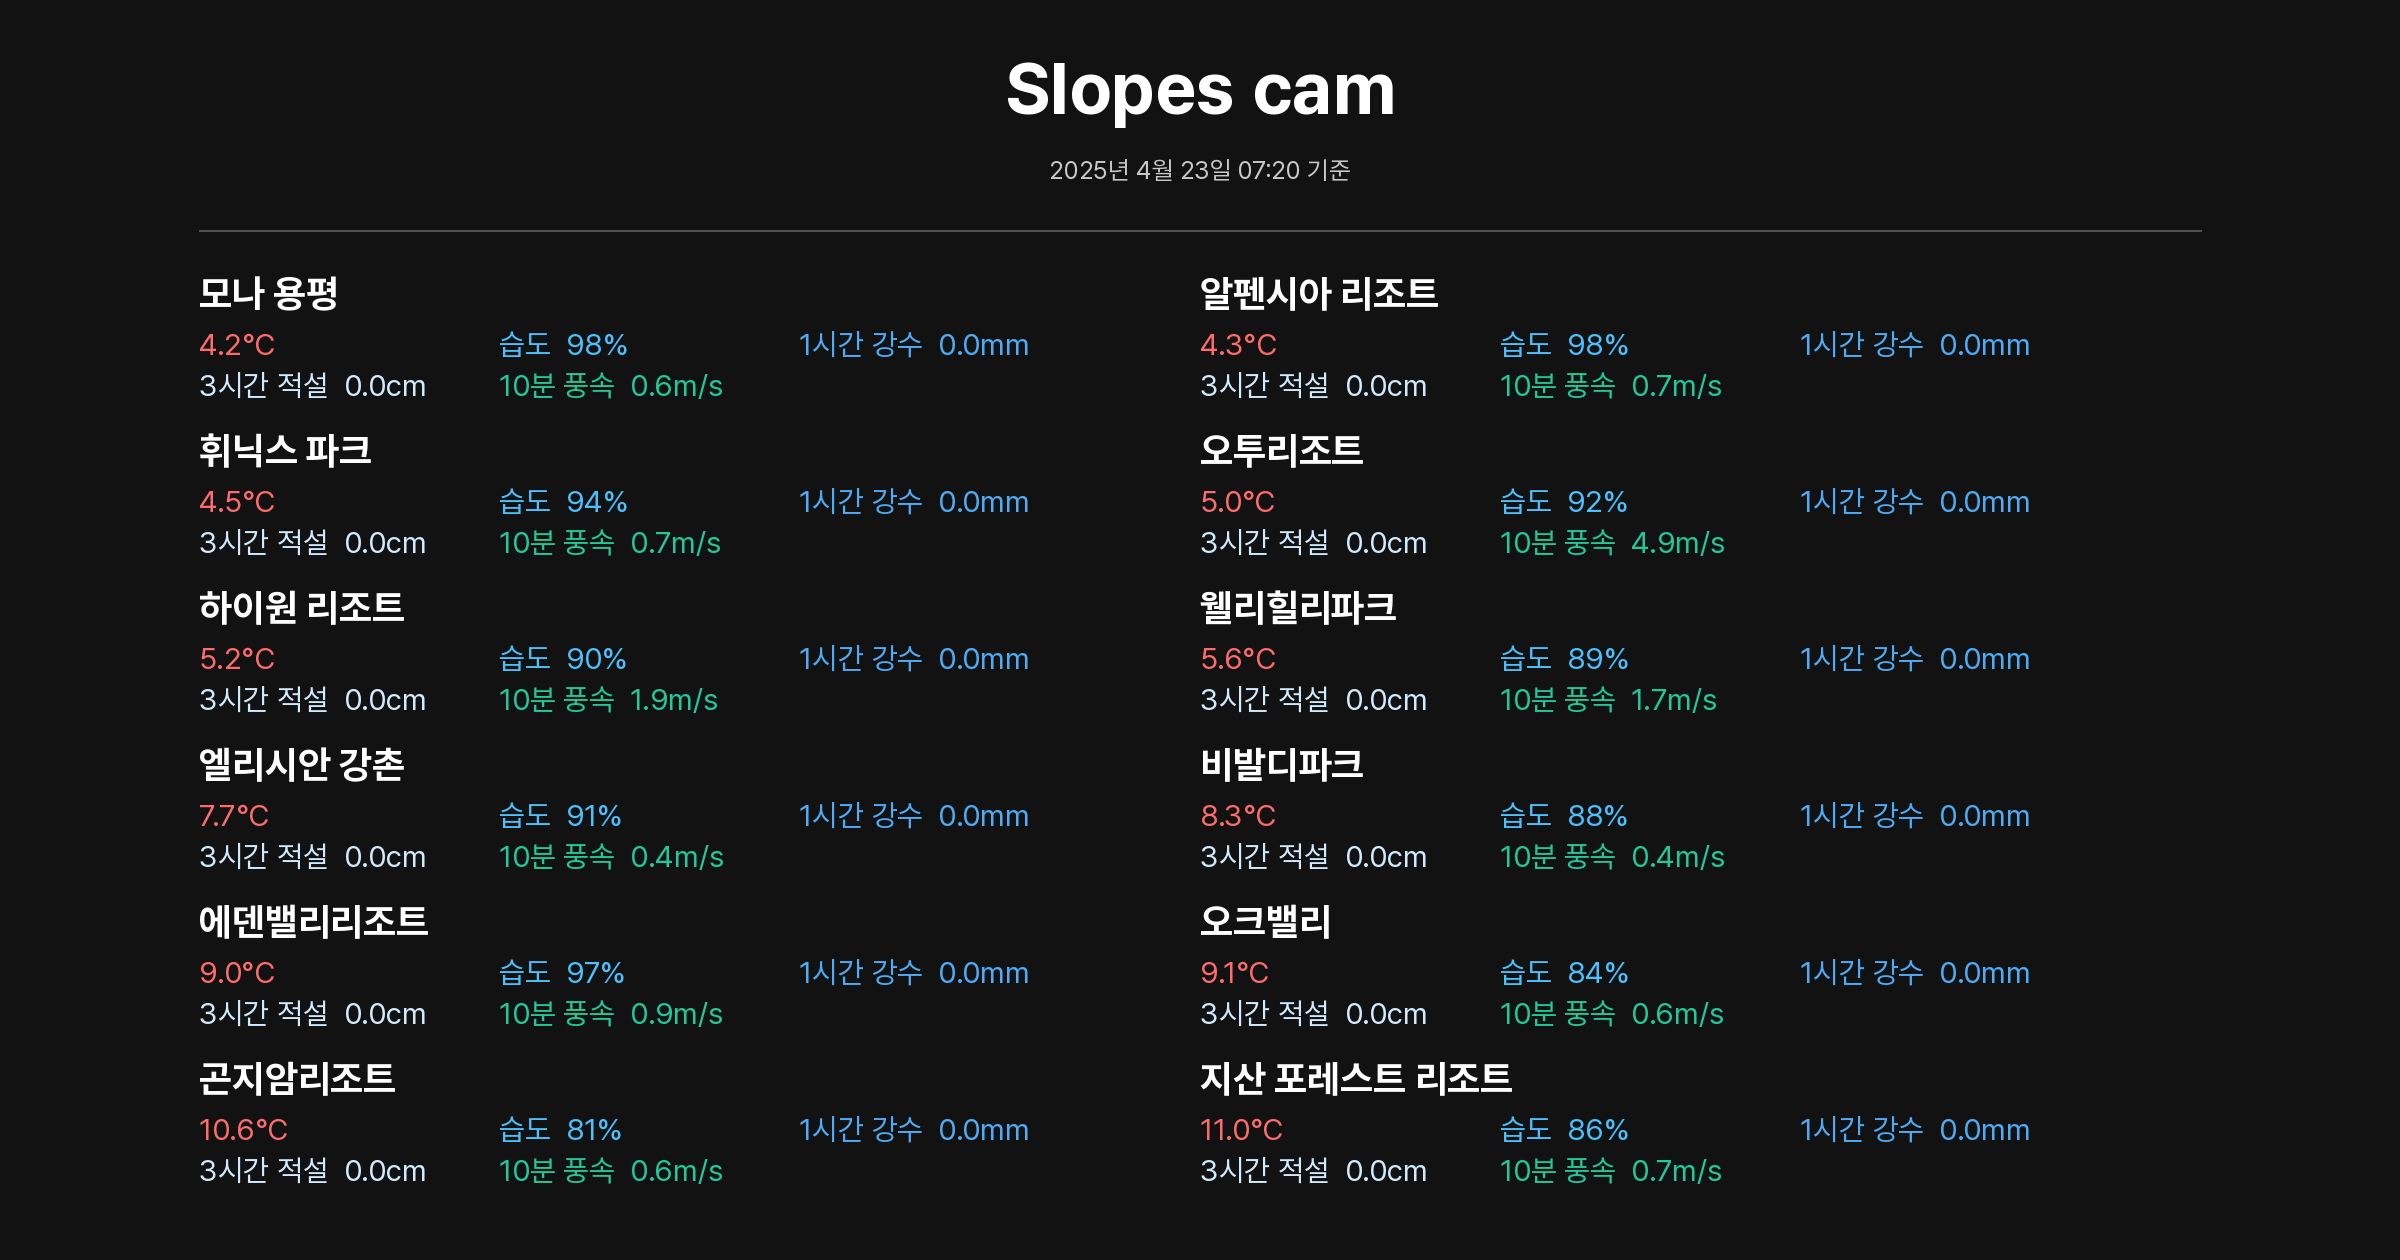 Slopes cam
2025년 4월 23일 07:20 기준
모나 용평
4.2°C 습도 98% 1시간 강수 0.0mm
3시간 적설 0.0cm 10분 풍속 0.6m/s
알펜시아 리조트
4.3°C 습도 98% 1시간 강수 0.0mm
3시간 적설 0.0cm 10분 풍속 0.7m/s
휘닉스 파크
4.5°C 습도 94% 1시간 강수 0.0mm
3시간 적설 0.0cm 10분 풍속 0.7m/s
오투리조트
5.0°C 습도 92% 1시간 강수 0.0mm
3시간 적설 0.0cm 10분 풍속 4.9m/s
하이원 리조트
5.2°C 습도 90% 1시간 강수 0.0mm
3시간 적설 0.0cm 10분 풍속 1.9m/s
웰리힐리파크
5.6°C 습도 89% 1시간 강수 0.0mm
3시간 적설 0.0cm 10분 풍속 1.7m/s
엘리시안 강촌
7.7°C 습도 91% 1시간 강수 0.0mm
3시간 적설 0.0cm 10분 풍속 0.4m/s
비발디파크
8.3°C 습도 88% 1시간 강수 0.0mm
3시간 적설 0.0cm 10분 풍속 0.4m/s
에덴밸리리조트
9.0°C 습도 97% 1시간 강수 0.0mm
3시간 적설 0.0cm 10분 풍속 0.9m/s
오크밸리
9.1°C 습도 84% 1시간 강수 0.0mm
3시간 적설 0.0cm 10분 풍속 0.6m/s
곤지암리조트
10.6°C 습도 81% 1시간 강수 0.0mm
3시간 적설 0.0cm 10분 풍속 0.6m/s
지산 포레스트 리조트
11.0°C 습도 86% 1시간 강수 0.0mm
3시간 적설 0.0cm 10분 풍속 0.7m/s